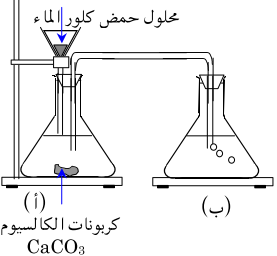 محلول حمض كلور الماء
(أ)
(ب)
كربونات الكالسيوم
CaCO₃